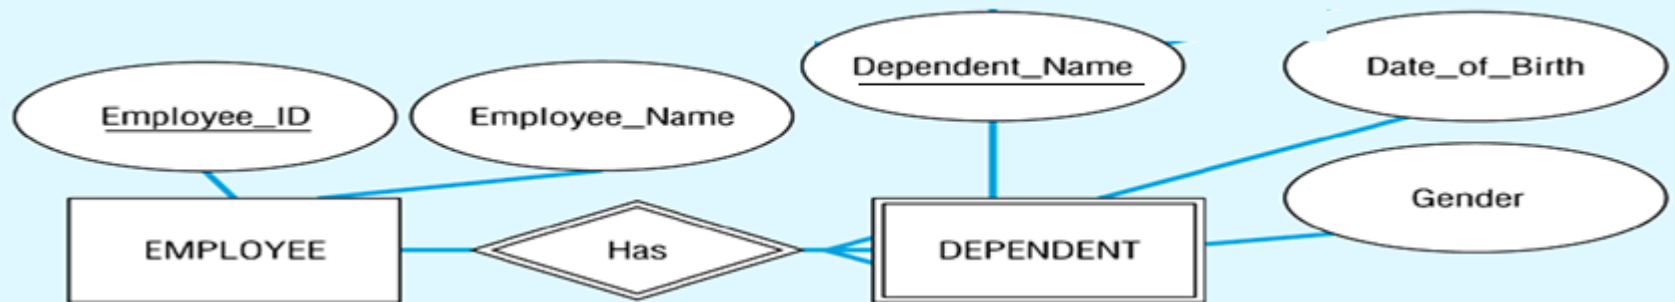 Employee_ID
Employee_Name
Dependent_Name
Date_of_Birth
Gender
EMPLOYEE
Has
DEPENDENT